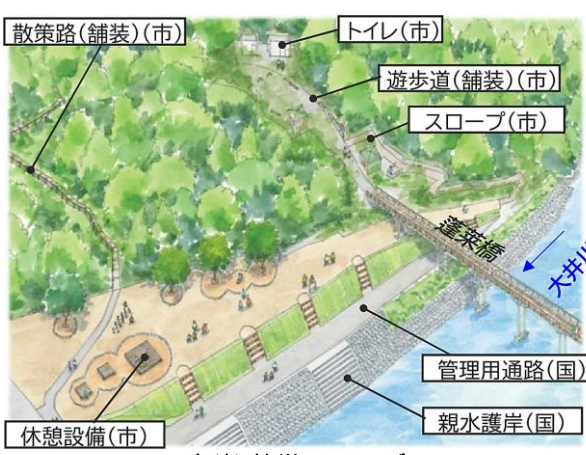 散策路(舗装)(市)
トイレ(市)
遊歩道(舗装)(市)
スロープ(市)
蓬莱橋
大井川
管理用通路(国)
親水護岸(国)
休憩設備(市)